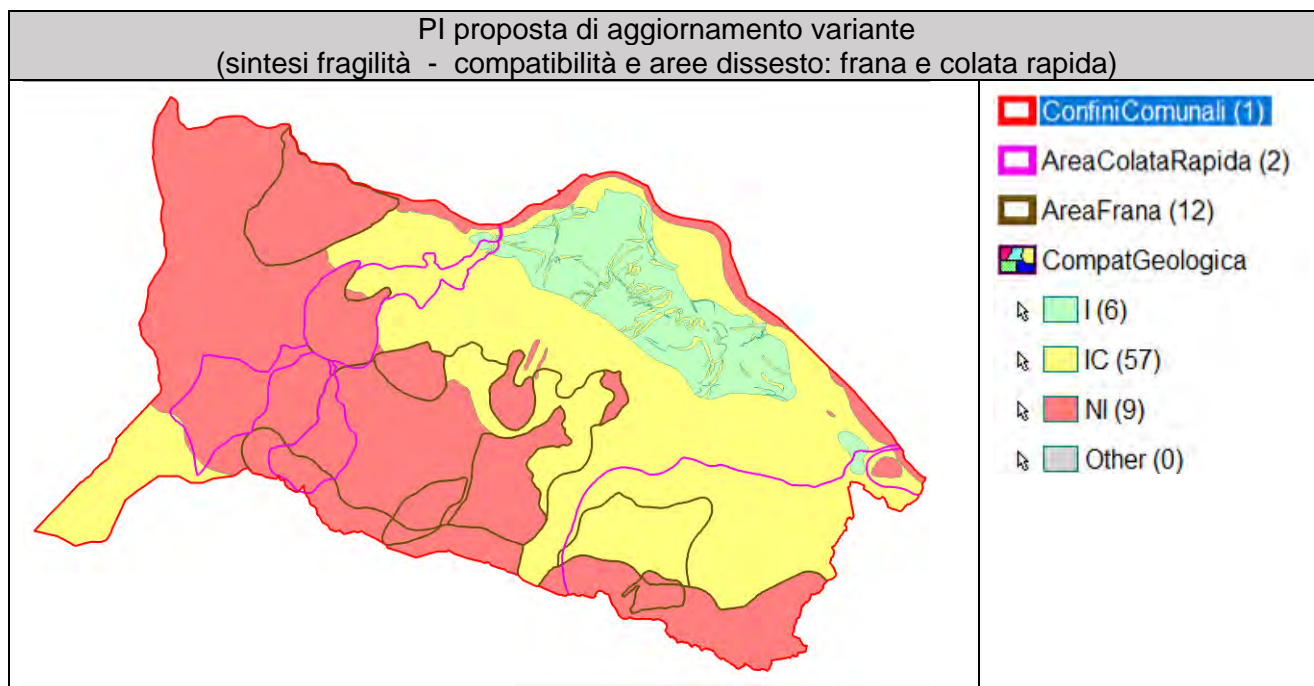 PI proposta di aggiornamento variante
(sintesi fragilità - compatibilità e aree dissesto: frana e colata rapida)
ConfiniComunali (1)
AreaColataRapida (2)
AreaFrana (12)
CompatGeologica
I (6)
IC (57)
NI (9)
Other (0)